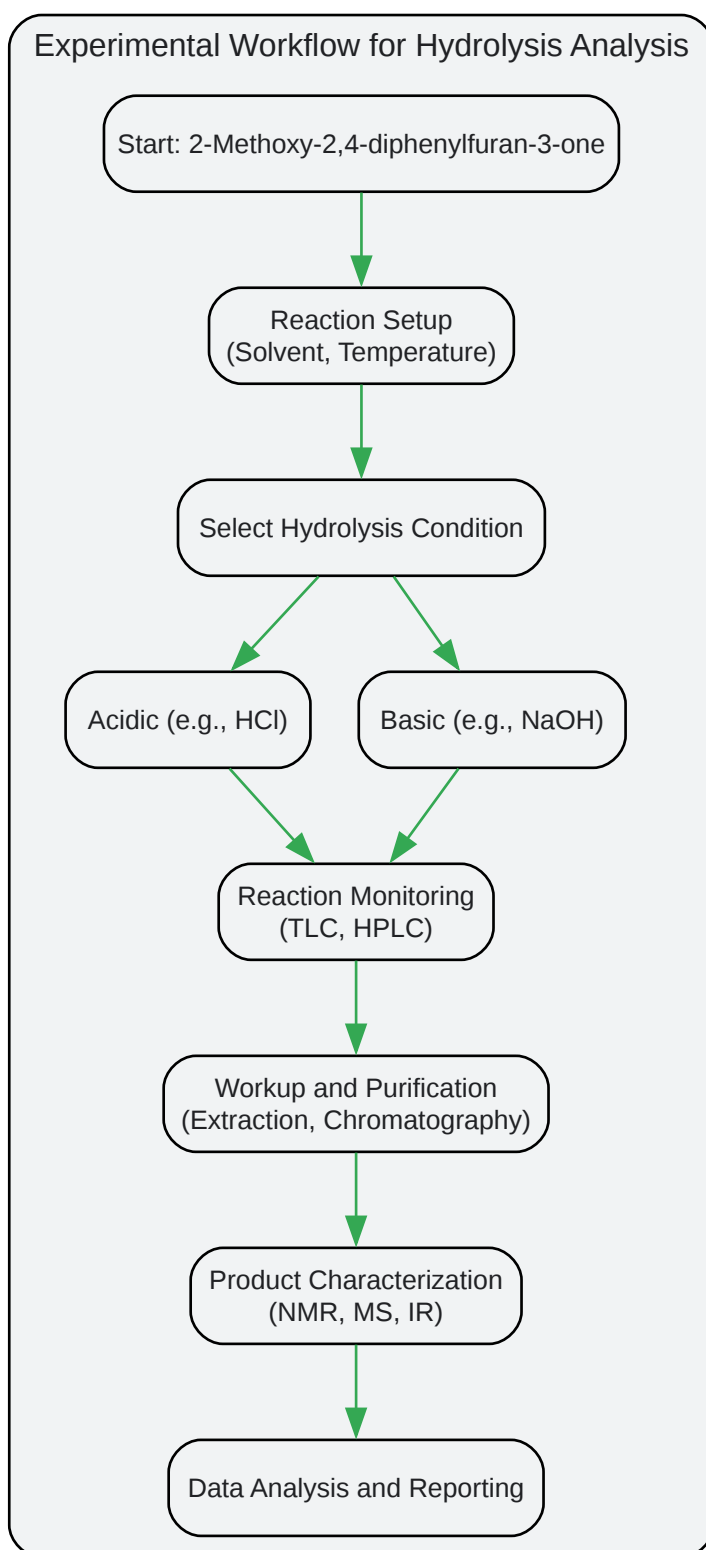 Experimental Workflow for Hydrolysis Analysis
Start: 2-Methoxy-2,4-diphenylfuran-3-one
Reaction Setup
(Solvent, Temperature)
Select Hydrolysis Condition
Acidic (e.g., HCl)
Basic (e.g., NaOH)
Reaction Monitoring
(TLC, HPLC)
Workup and Purification
(Extraction, Chromatography)
Product Characterization
(NMR, MS, IR)
Data Analysis and Reporting